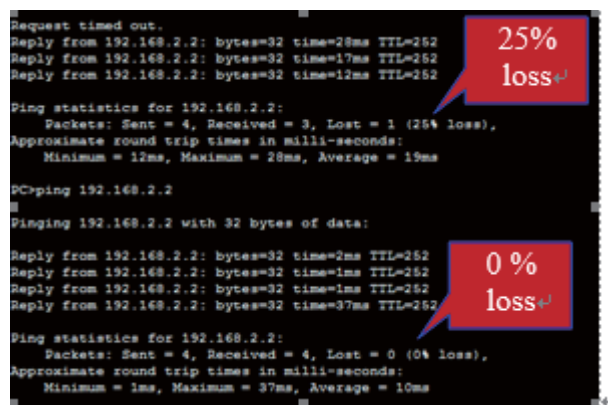 Request timed out.
Reply from 192.168.2.2: bytes=32 time=28ms TTL=252
Reply from 192.168.2.2: bytes=32 time=17ms TTL=252
Reply from 192.168.2.2: bytes=32 time=12ms TTL=252
25%
loss↵
Ping statistics for 192.168.2.2:
Packets: Sent = 4, Received = 3, Lost = 1 (25% loss),
Approximate round trip times in milli-seconds:
Minimum = 12ms, Maximum = 28ms, Average = 19ms
PC>ping 192.168.2.2
Pinging 192.168.2.2 with 32 bytes of data:
Reply from 192.168.2.2: bytes=32 time=2ms TTL=252
Reply from 192.168.2.2: bytes=32 time=1ms TTL=252
Reply from 192.168.2.2: bytes=32 time=1ms TTL=252
Reply from 192.168.2.2: bytes=32 time=37ms TTL=252
0 %
loss↵
Ping statistics for 192.168.2.2:
Packets: Sent = 4, Received = 4, Lost = 0 (0% loss),
Approximate round trip times in milli-seconds:
Minimum = 1ms, Maximum = 37ms, Average = 10ms